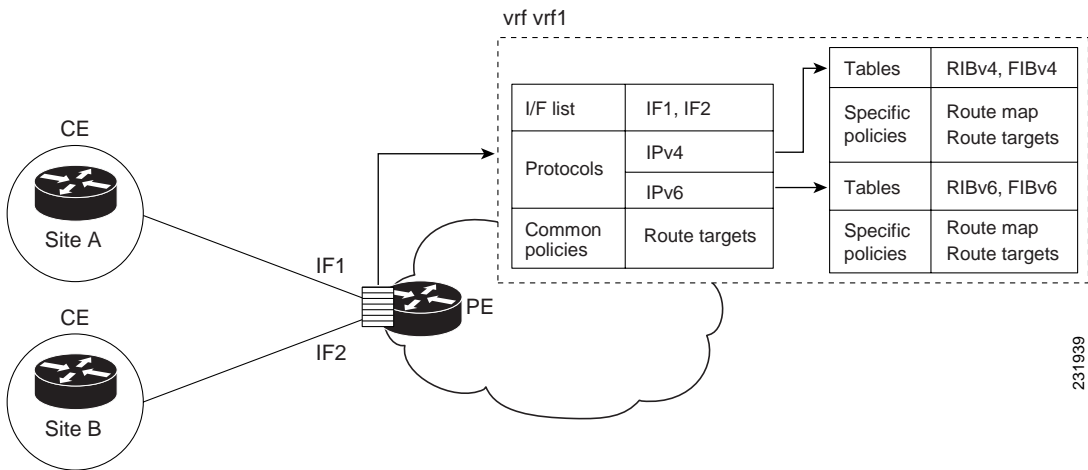 vrf vrf1
Tables RIBv4, FIBv4
Specific policies Route map Route targets
Tables RIBv6, FIBv6
Specific policies Route map Route targets
I/F list IF1, IF2
Protocols IPv4
IPv6
Common policies Route targets
CE
Site A
IF1
PE
CE
IF2
Site B
231939